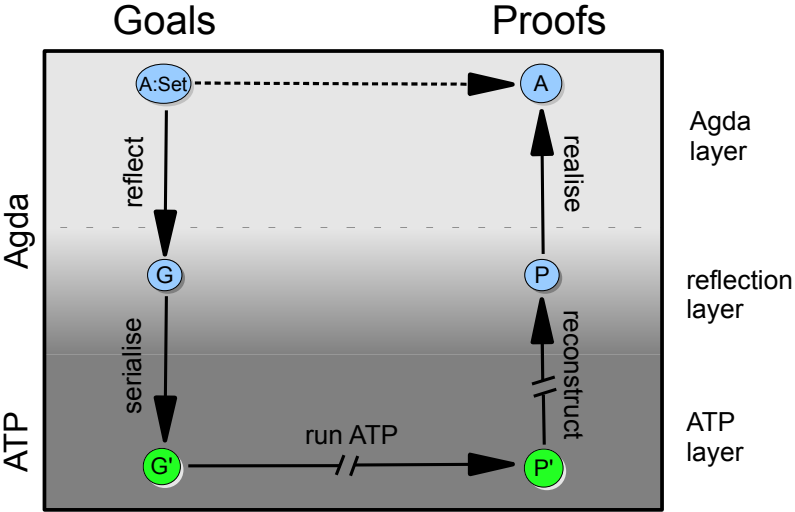 Goals
Proofs
A:Set
A
Agda
layer
reflect
realise
Agda
G
P
reflection
layer
serialise
reconstruct
ATP
run ATP
ATP
layer
G'
P'